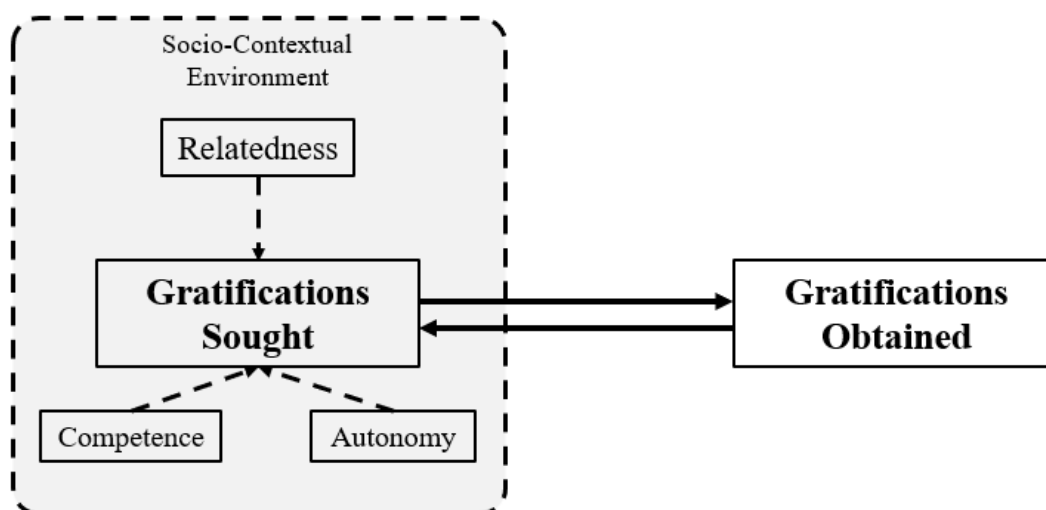 Socio-Contextual
Environment
Relatedness
Gratifications
Sought
Gratifications
Obtained
Competence
Autonomy